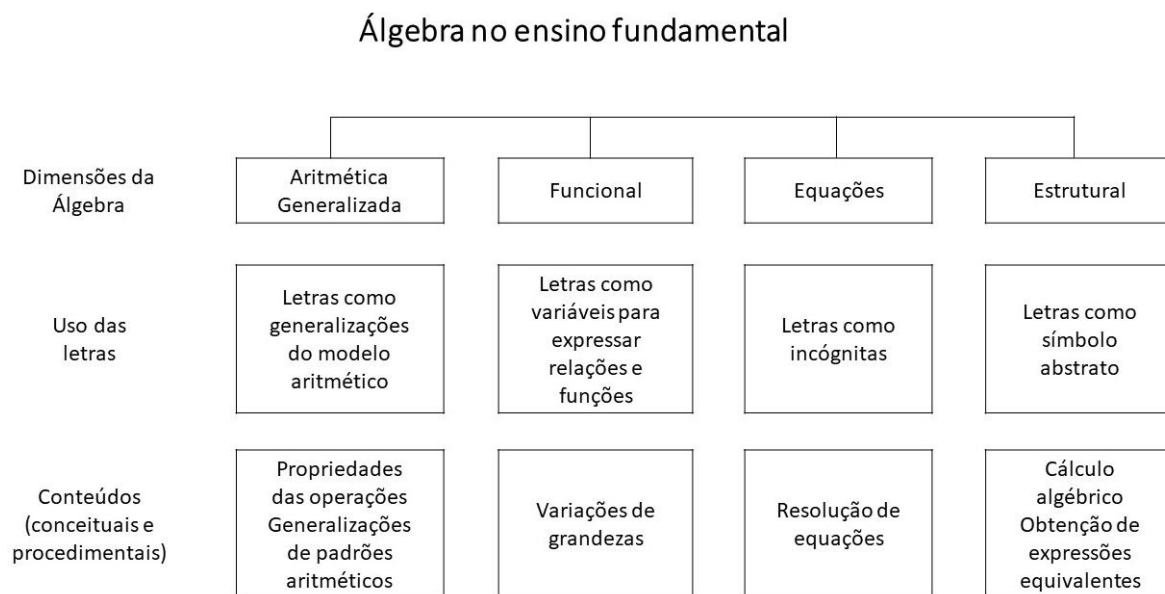 Álgebra no ensino fundamental
Dimensões da
Álgebra
Aritmética
Generalizada
Funcional
Equações
Estrutural
Uso das
letras
Letras como
generalizações
do modelo
aritmético
Letras como
variáveis para
expressar
relações e
funções
Letras como
incógnitas
Letras como
símbolo
abstrato
Conteúdos
(conceituais e
procedimentais)
Propriedades
das operações
Generalizações
de padrões
aritméticos
Variações de
grandezas
Resolução de
equações
Cálculo
algébrico
Obtenção de
expressões
equivalentes